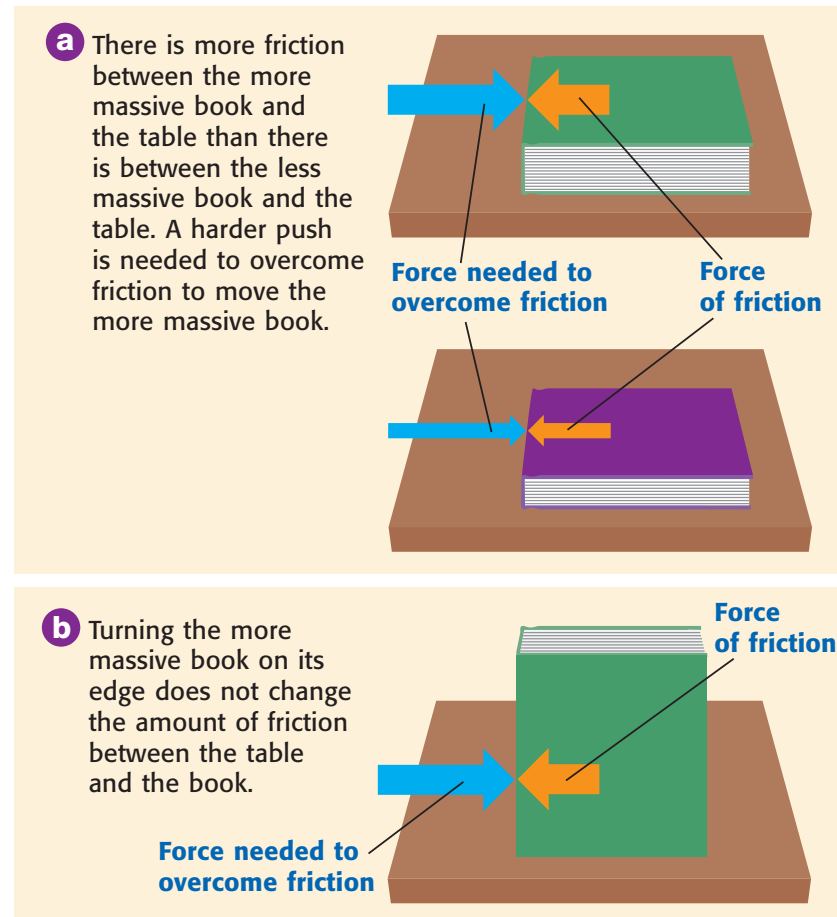 a There is more friction
between the more
massive book and
the table than there
is between the less
massive book and the
table. A harder push
is needed to overcome
friction to move the
more massive book.
Force needed to
overcome friction
Force
of friction
b Turning the more
massive book on its
edge does not change
the amount of friction
between the table
and the book.
Force
of friction
Force needed to
overcome friction